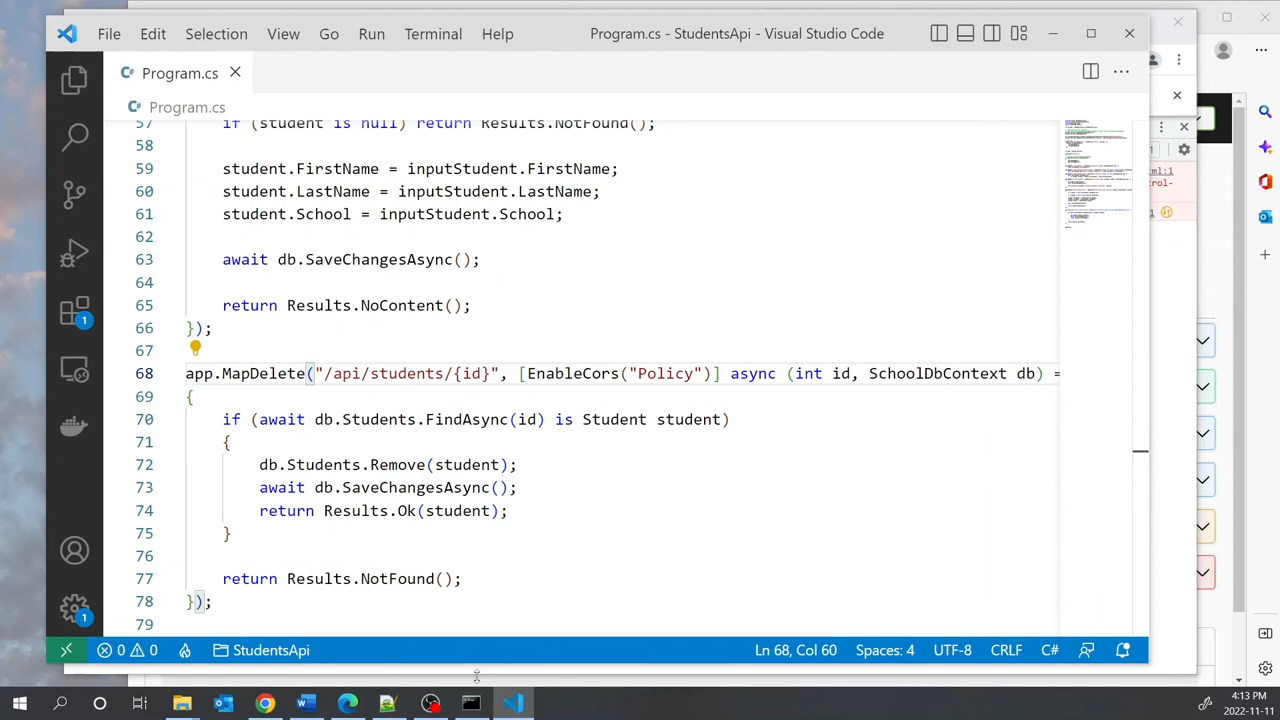 File Edit Selection View Go Run Terminal Help Program.cs - StudentsApi - Visual Studio Code
Program.cs
Program.cs
57 if (student is null) return Results.NotFound();
58
59 student.FirstName = inputStudent.FirstName;
60 student.LastName = inputStudent.LastName;
61 student.School = inputStudent.School;
62
63 await db.SaveChangesAsync();
64
65 return Results.NoContent();
66 });
67
68 app.MapDelete("/api/students/{id}", [EnableCors("Policy")] async (int id, SchoolDbContext db) =
69 {
70 if (await db.Students.FindAsync(id) is Student student)
71 {
72 db.Students.Remove(student);
73 await db.SaveChangesAsync();
74 return Results.Ok(student);
75 }
76
77 return Results.NotFound();
78 });
79
1
1
0 0 StudentsApi Ln 68, Col 60 Spaces: 4 UTF-8 CRLF C#
tml:1
rol-
4:13 PM
2022-11-11